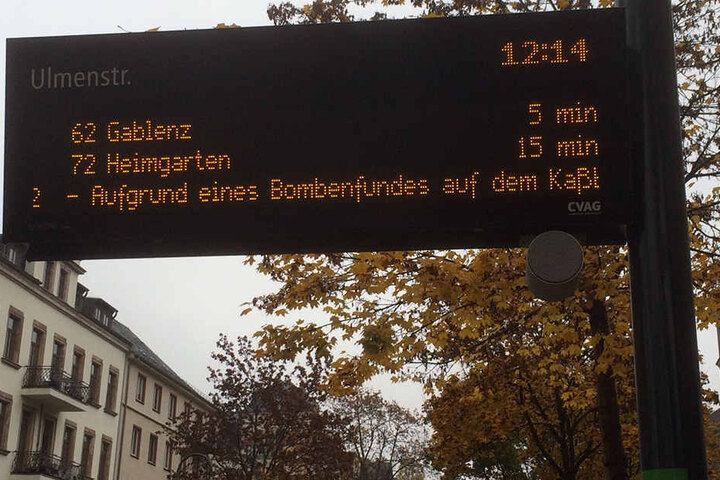 12:14
Ulmenstr.
62 Gablenz 5 min
72 Heimgarten 15 min
2 - Aufgrund eines Bombenfundes auf dem Kaßl
CVAG